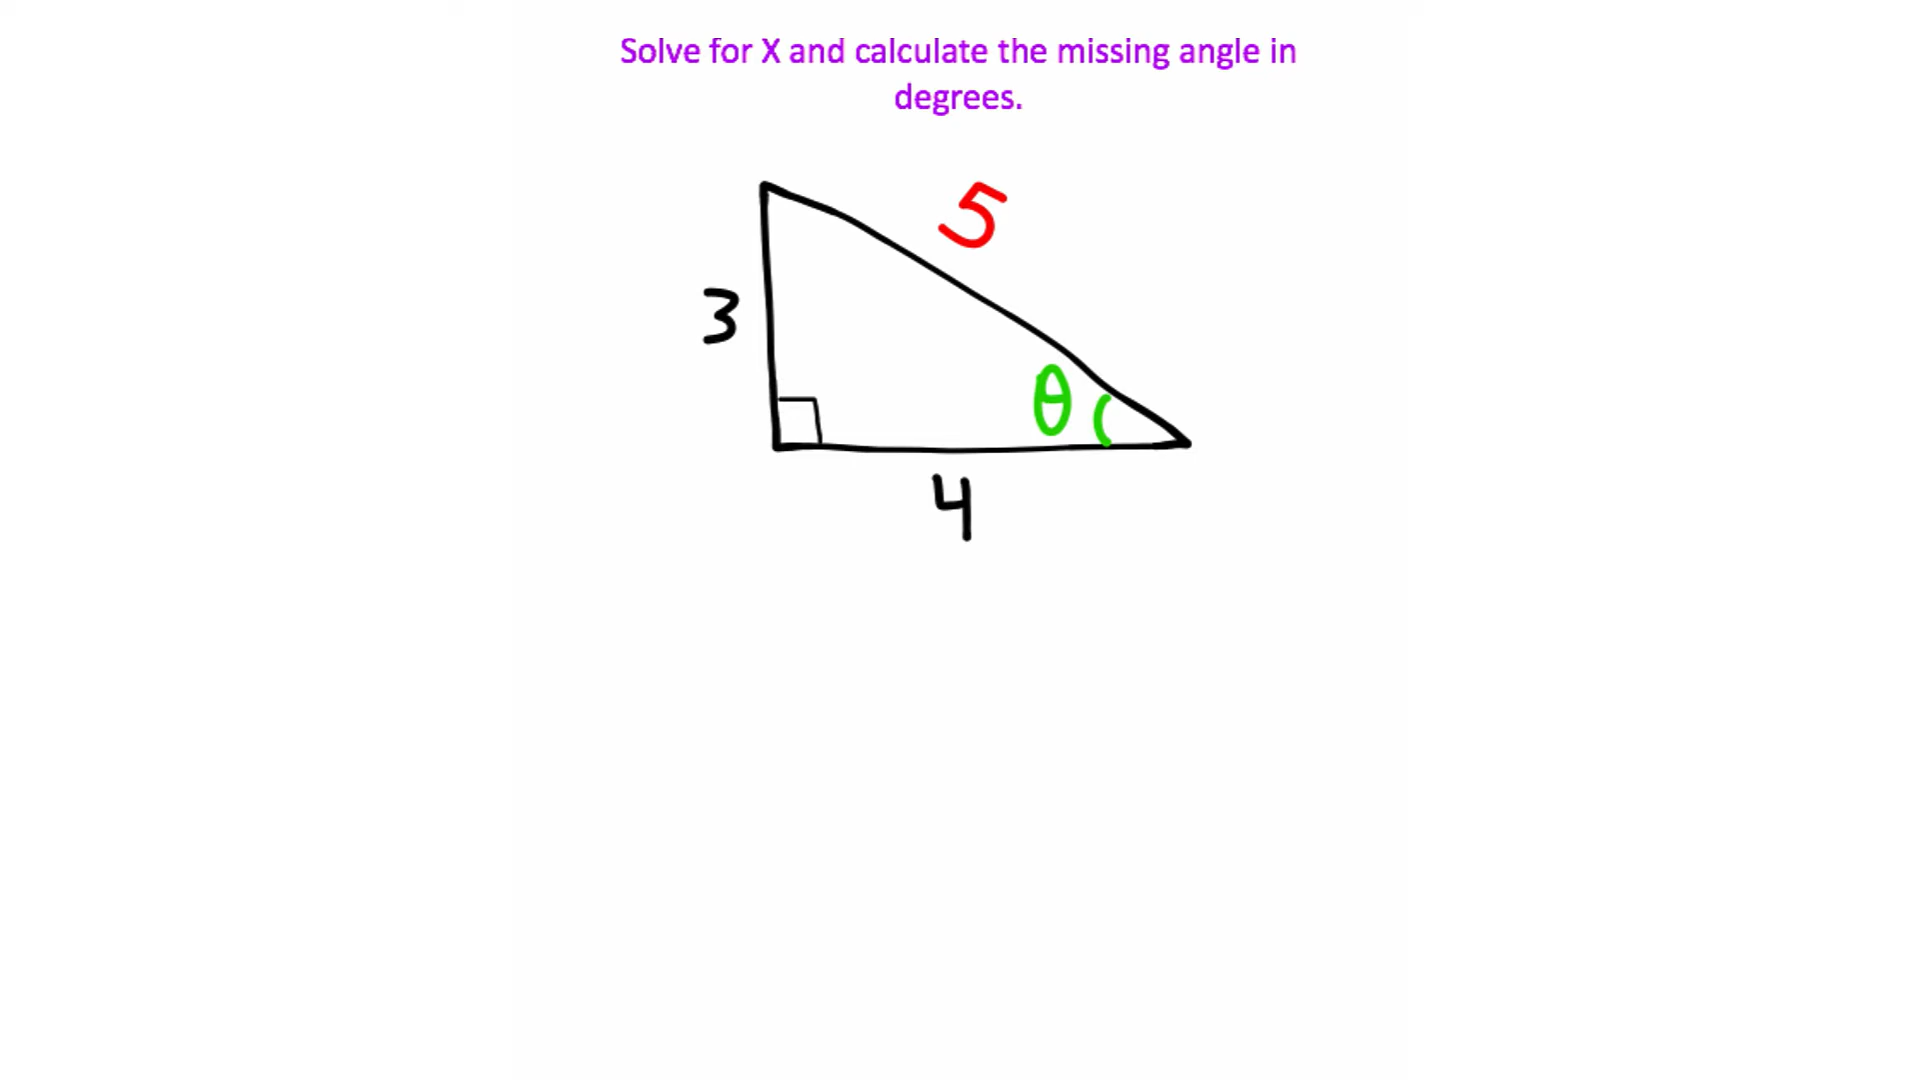 Solve for X and calculate the missing angle in
degrees.
5
3
θ
4